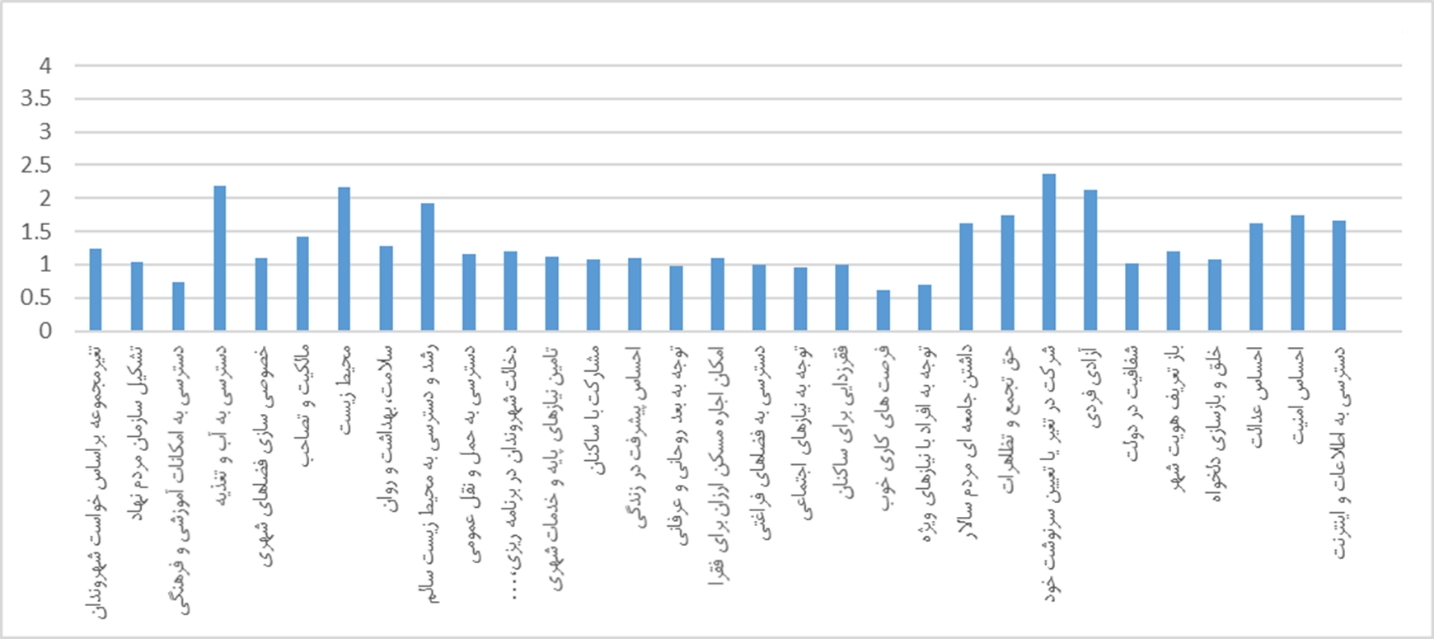 4
3.5
3
2.5
2
1.5
1
0.5
0
تغیرمجموعه براساس خواست شهروندان
تشکیل سازمان مردم نهاد
دسترسی به امکانات آموزشی و فرهنگی
دسترسی به آب و تغذیه
خصوصی سازی فضاهای شهری
مالکیت و تصاحب
محیط زیست
سلامت، بهداشت و روان
رشد و دسترسی به محیط زیست سالم
دسترسی به حمل و نقل عمومی
دخالت شهروندان در برنامه ریزی،...
تامین نیازهای پایه و خدمات شهری
مشارکت با ساکنان
احساس پیشرفت در زندگی
توجه به بعد روحانی و عرفانی
امکان اجاره مسکن ارزان برای فقرا
دسترسی به فضاهای فراغتی
توجه به نیازهای اجتماعی
فقرزدایی برای ساکنان
فرصت های کاری خوب
توجه به افراد با نیازهای ویژه
داشتن جامعه ای مردم سالار
حق تجمع و تظاهرات
شرکت در تغیر یا تعیین سرنوشت خود
آزادی فردی
شفافیت در دولت
باز تعریف هویت شهر
خلق و بازسازی دلخواه
احساس عدالت
احساس امنیت
دسترسی به اطلاعات و اینترنت